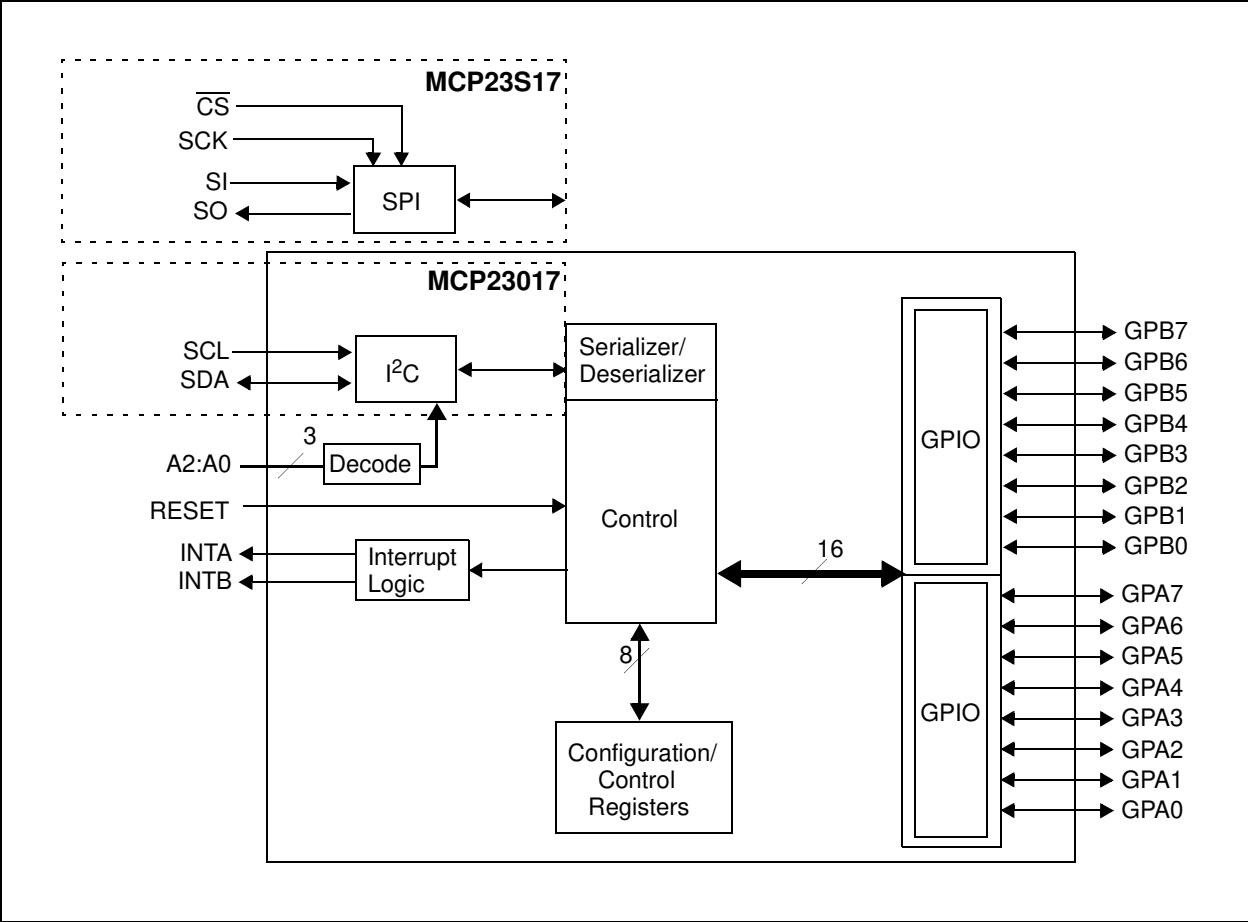 MCP23S17
CS
SCK
SI
SO
SPI
MCP23017
SCL
SDA
I²C
Serializer/
Deserializer
A2:A0
3
Decode
RESET
Control
INTA
INTB
Interrupt
Logic
16
8
Configuration/
Control
Registers
GPIO
GPB7
GPB6
GPB5
GPB4
GPB3
GPB2
GPB1
GPB0
GPIO
GPA7
GPA6
GPA5
GPA4
GPA3
GPA2
GPA1
GPA0